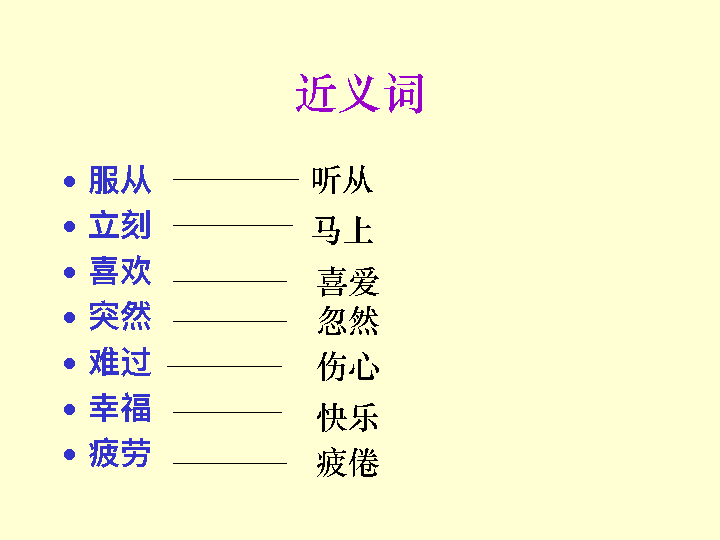 近义词
服从 听从
立刻 马上
喜欢 喜爱
突然 忽然
难过 伤心
幸福 快乐
疲劳 疲倦